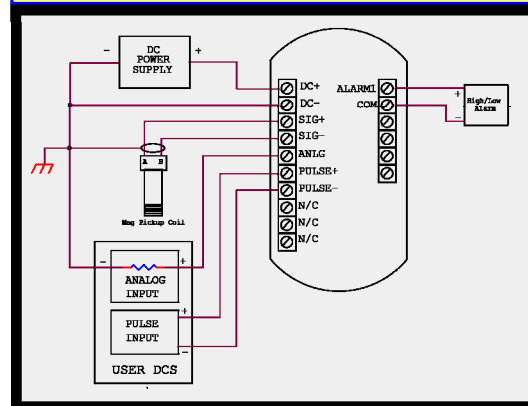 - DC POWER SUPPLY +
DC+
DC-
SIG+
SIG-
ANLG
PULSE+
PULSE-
N/C
N/C
N/C
ALARM1
COM
+
High/Low
Alarm
-
A B
Mag Pickup Coil
- +
ANALOG
INPUT
+
PULSE
INPUT
-
USER DCS